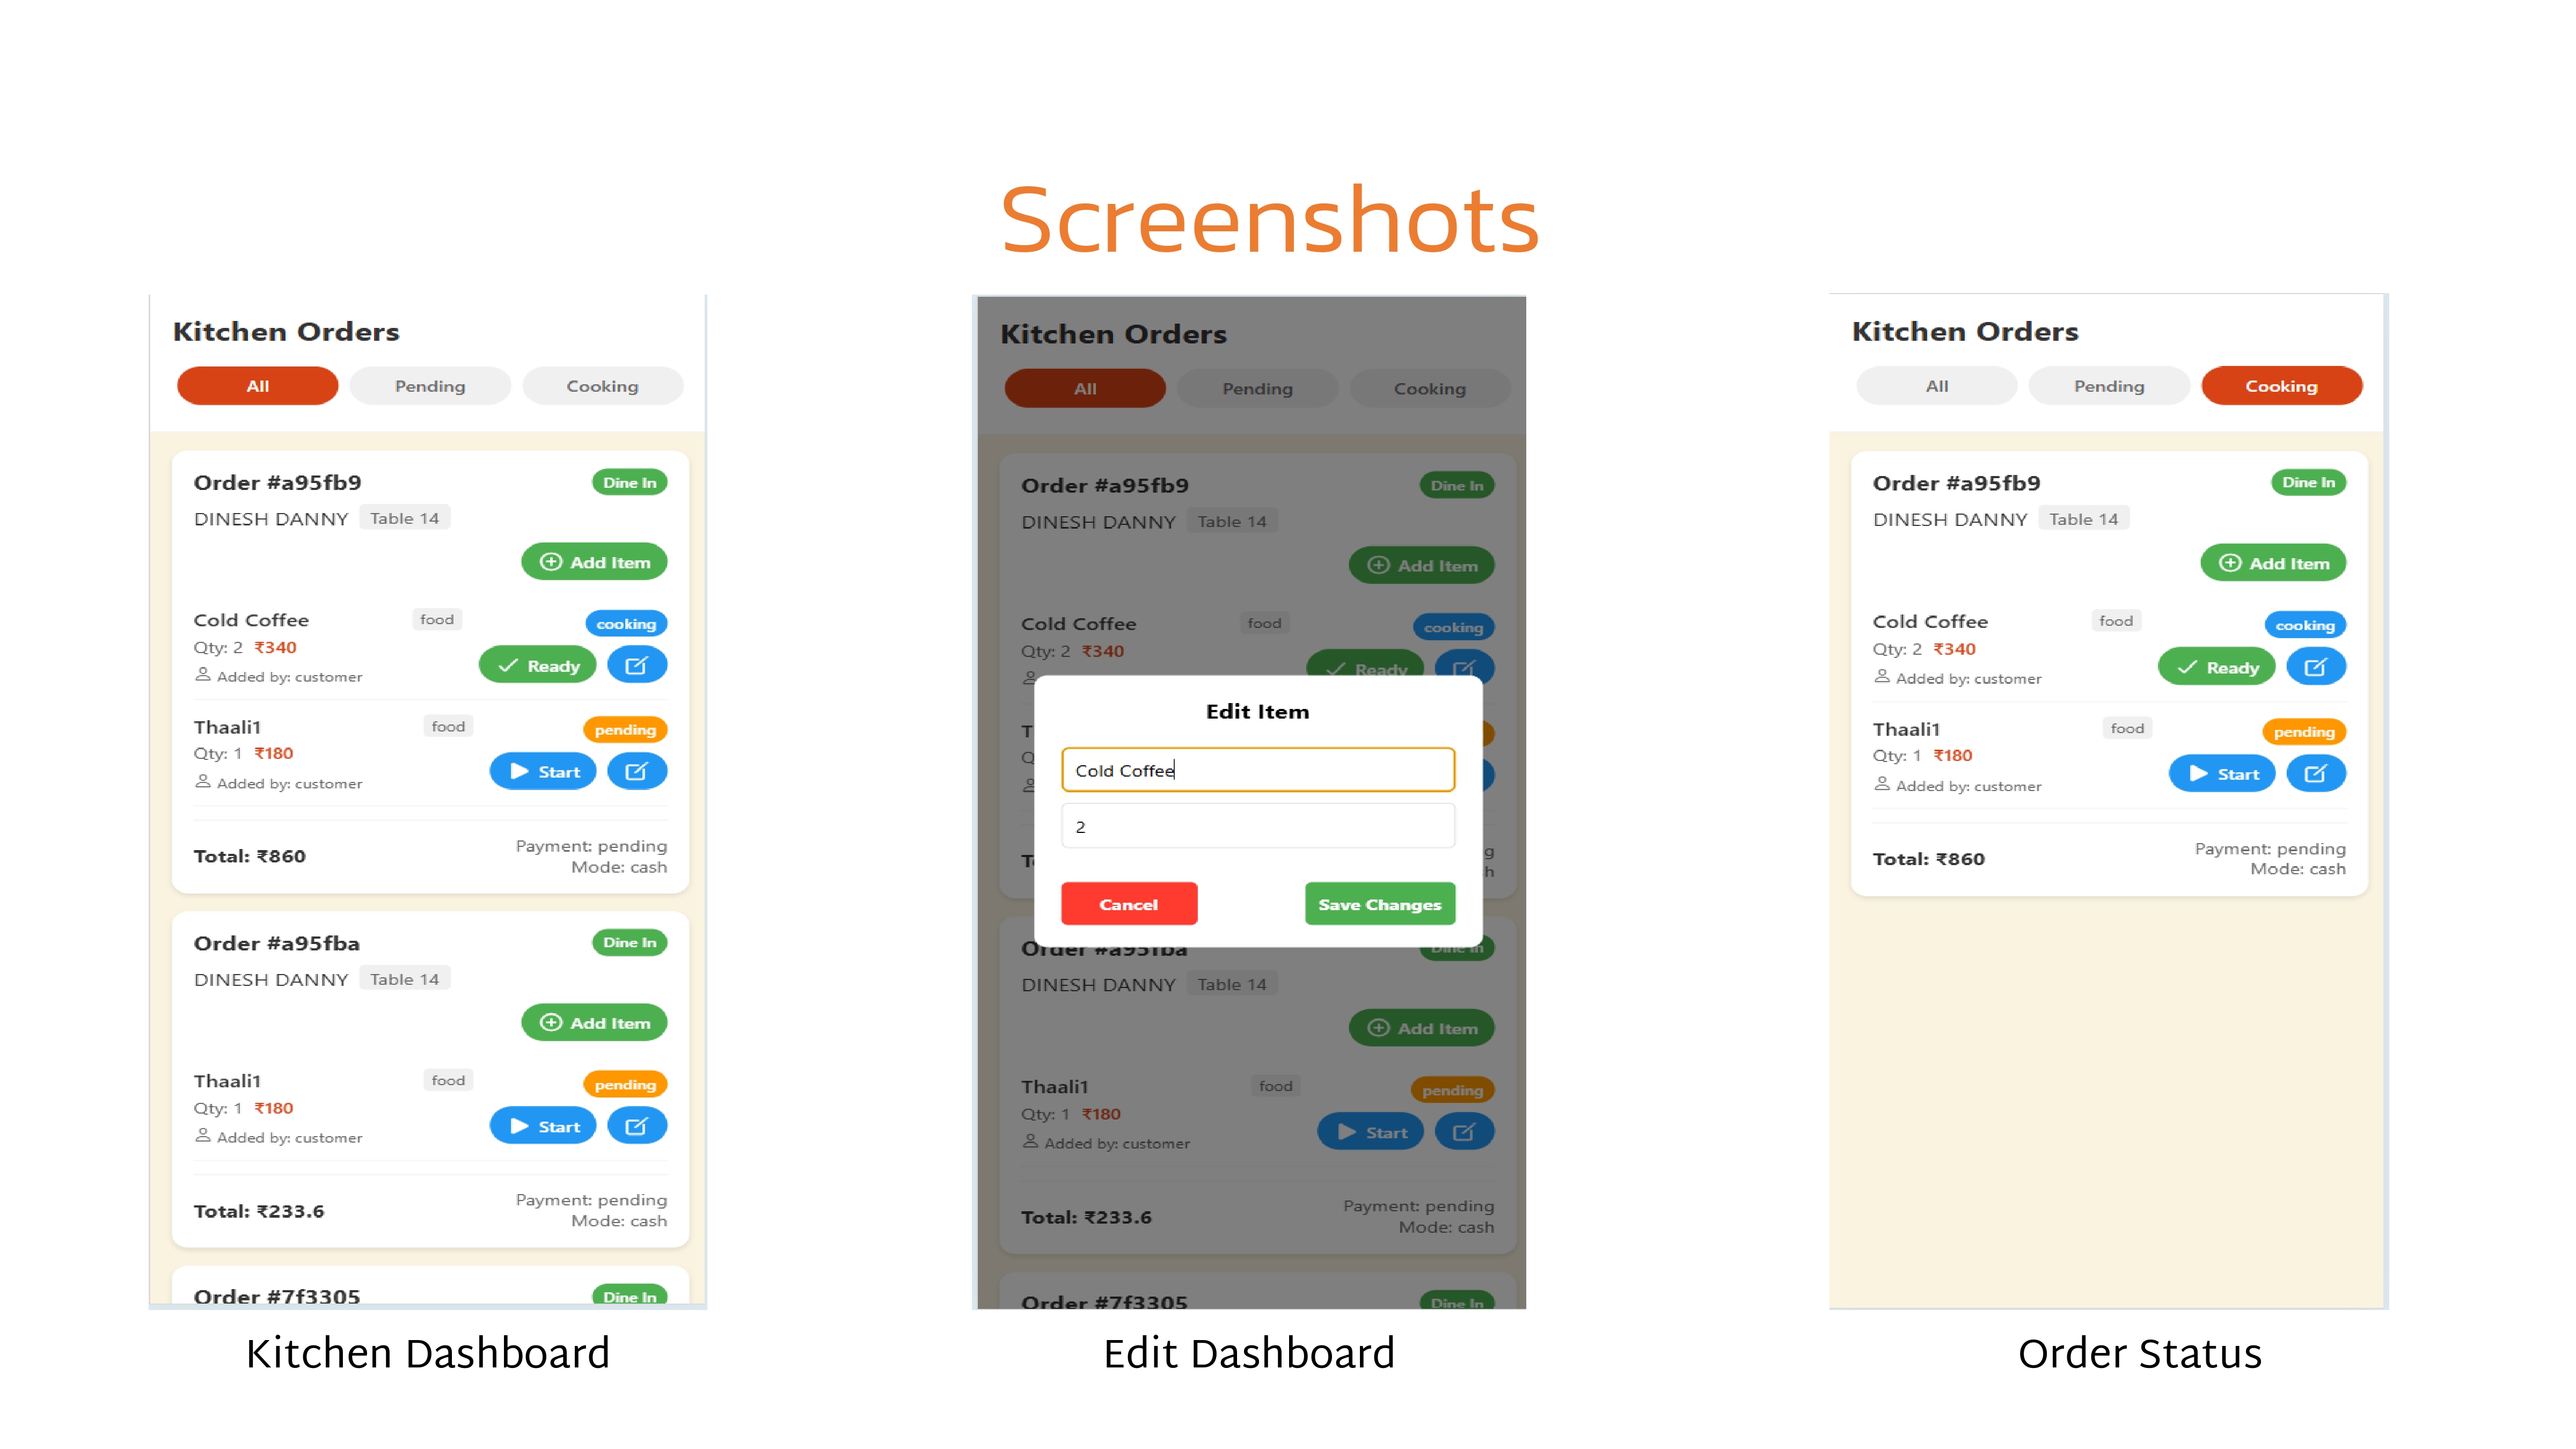 Screenshots
Kitchen Orders
All Pending Cooking
Order #a95fb9 Dine In
DINESH DANNY Table 14
Add Item
Cold Coffee food cooking
Qty: 2 ₹340 Ready
Added by: customer
Thaali1 food pending
Qty: 1 ₹180 Start
Added by: customer
Total: ₹860 Payment: pending
Mode: cash
Order #a95fba Dine In
DINESH DANNY Table 14
Add Item
Thaali1 food pending
Qty: 1 ₹180 Start
Added by: customer
Total: ₹233.6 Payment: pending
Mode: cash
Order #7f3305 Dine In
Kitchen Dashboard
Kitchen Orders
All Pending Cooking
Order #a95fb9 Dine In
DINESH DANNY Table 14
Add Item
Cold Coffee food cooking
Qty: 2 ₹340 Ready
Edit Item
Cold Coffee
2
Cancel Save Changes
Order #a95fba Dine In
DINESH DANNY Table 14
Add Item
Thaali1 food pending
Qty: 1 ₹180 Start
Added by: customer
Total: ₹233.6 Payment: pending
Mode: cash
Order #7f3305 Dine In
Edit Dashboard
Kitchen Orders
All Pending Cooking
Order #a95fb9 Dine In
DINESH DANNY Table 14
Add Item
Cold Coffee food cooking
Qty: 2 ₹340 Ready
Added by: customer
Thaali1 food pending
Qty: 1 ₹180 Start
Added by: customer
Total: ₹860 Payment: pending
Mode: cash
Order Status